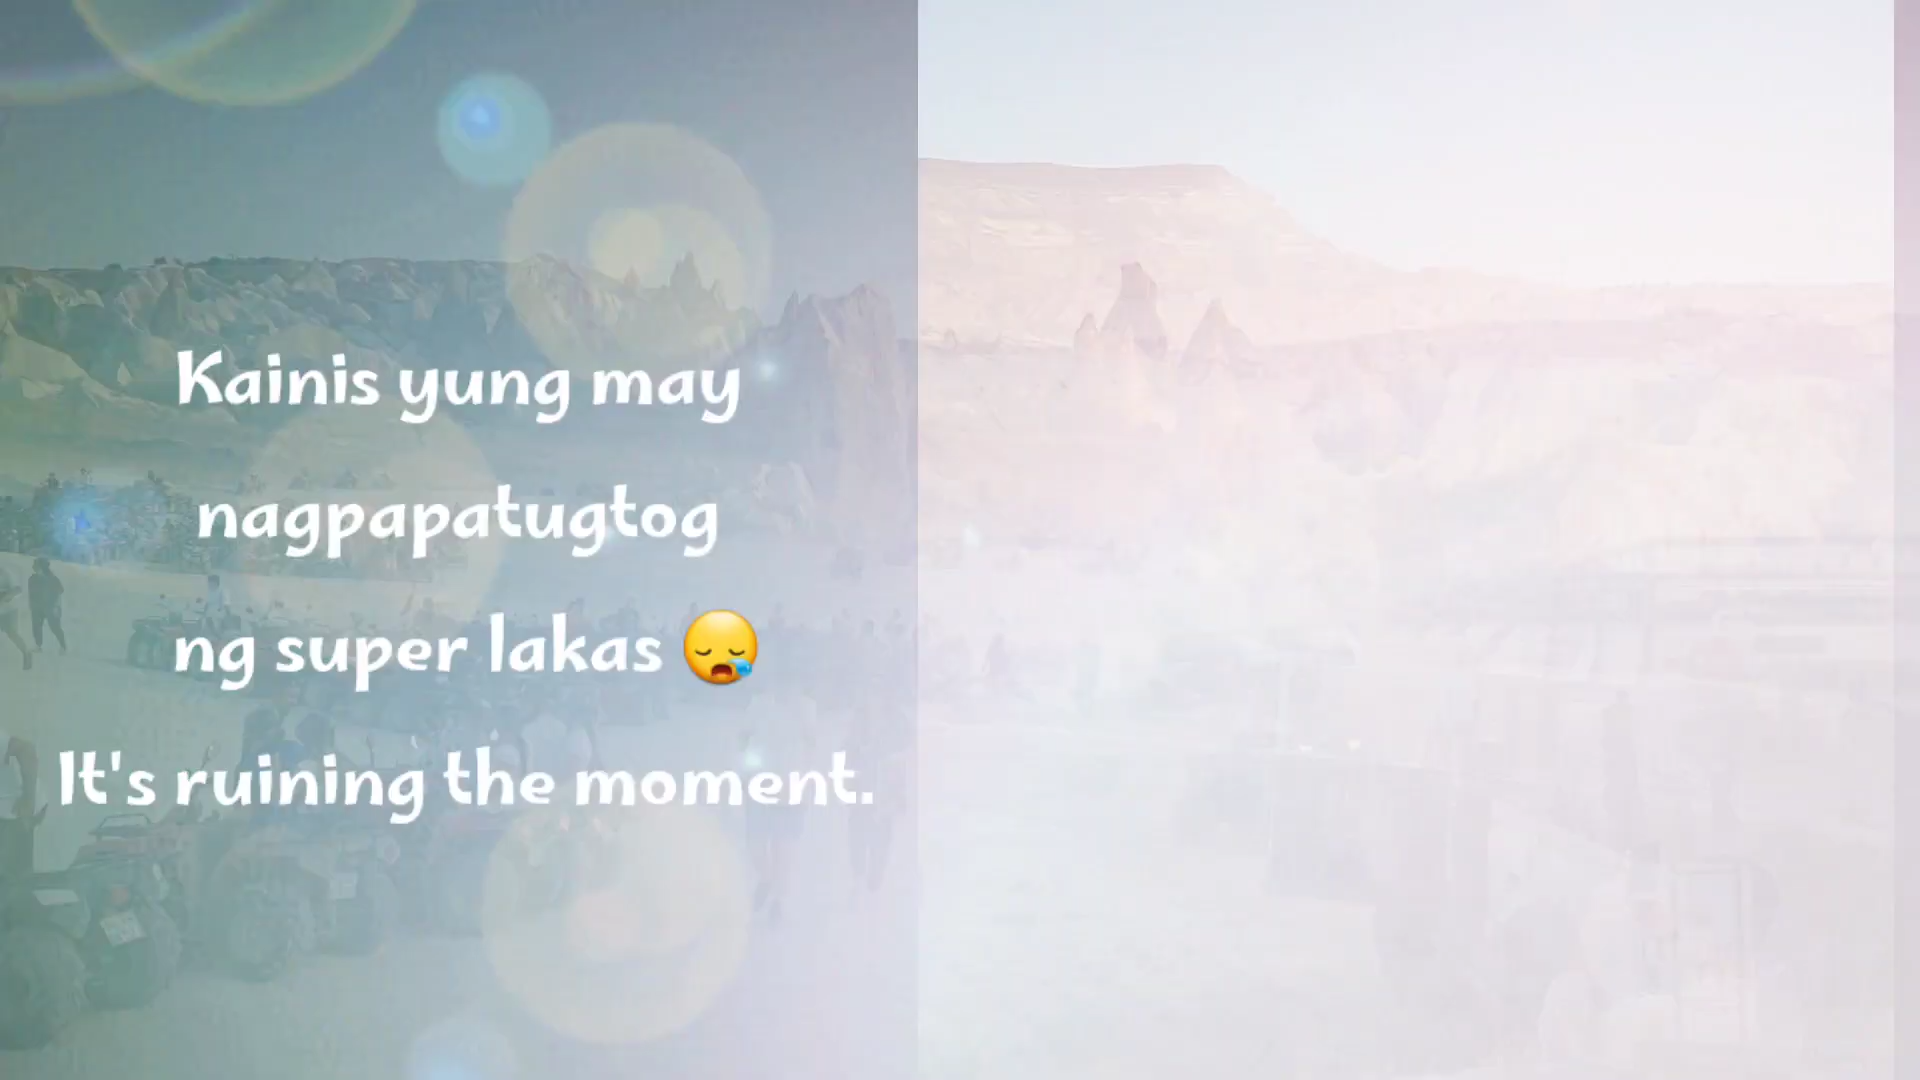 Kainis yung may
nagpapatugtog
ng super lakas 😪
It's ruining the moment.